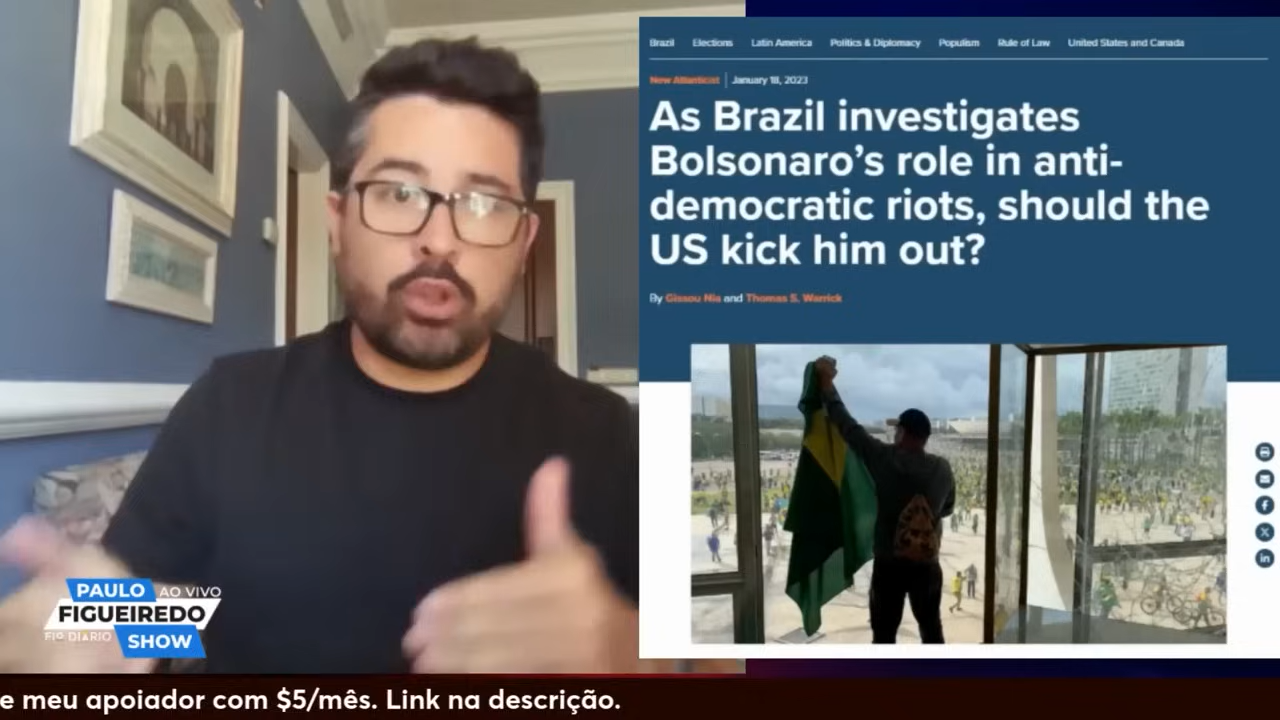 Brazil Elections Latin America Politics & Diplomacy Populism Rule of Law United States and Canada
New Atlanticist | January 18, 2023
As Brazil investigates
Bolsonaro’s role in anti-
democratic riots, should the
US kick him out?
By Gissou Nia and Thomas S. Warrick
PAULO AO VIVO
FIGUEIREDO
DIÁRIO SHOW
e meu apoiador com $5/mês. Link na descrição.